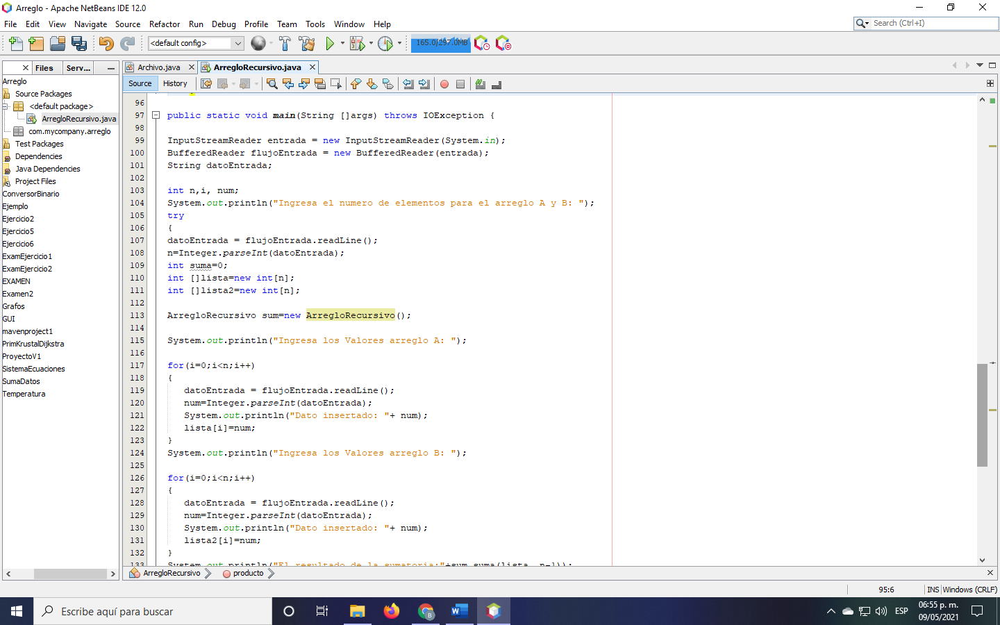 Arreglo - Apache NetBeans IDE 12.0
File Edit View Navigate Source Refactor Run Debug Profile Team Tools Window Help
Search (Ctrl+I)
<default config>
165.0/297.0MB
Files Serv...
Archivo.java ArregloRecursivo.java
Source History
Arreglo
Source Packages
<default package>
ArregloRecursivo.java
com.mycompany.arreglo
Test Packages
Dependencies
Java Dependencies
Project Files
ConversorBinario
Ejemplo
Ejercicio2
Ejercicio5
Ejercicio6
ExamEjercicio1
ExamEjercicio2
EXAMEN
Examen2
Grafos
GUI
mavenproject1
PrimKrustalDijkstra
ProyectoV1
SistemaEcuaciones
SumaDatos
Temperatura
96
97 public static void main(String []args) throws IOException {
98
99 InputStreamReader entrada = new InputStreamReader(System.in);
100 BufferedReader flujoEntrada = new BufferedReader(entrada);
101 String datoEntrada;
102
103 int n,i, num;
104 System.out.println("Ingresa el numero de elementos para el arreglo A y B: ");
105 try
106 {
107 datoEntrada = flujoEntrada.readLine();
108 n=Integer.parseInt(datoEntrada);
109 int suma=0;
110 int []lista=new int[n];
111 int []lista2=new int[n];
112
113 ArregloRecursivo sum=new ArregloRecursivo();
114
115 System.out.println("Ingresa los Valores arreglo A: ");
116
117 for(i=0;i<n;i++)
118 {
119 datoEntrada = flujoEntrada.readLine();
120 num=Integer.parseInt(datoEntrada);
121 System.out.println("Dato insertado: "+ num);
122 lista[i]=num;
123 }
124 System.out.println("Ingresa los Valores arreglo B: ");
125
126 for(i=0;i<n;i++)
127 {
128 datoEntrada = flujoEntrada.readLine();
129 num=Integer.parseInt(datoEntrada);
130 System.out.println("Dato insertado: "+ num);
131 lista2[i]=num;
132 }
133 System.out.println("El resultado de la sumatoria:"+sum.suma(lista, n-1));
ArregloRecursivo producto
95:6 INS Windows (CRLF)
Escribe aquí para buscar
ESP
06:55 p. m.
09/05/2021